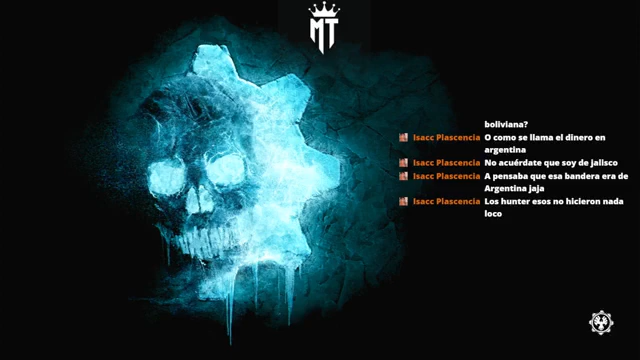 MT
boliviana?
Isacc Plascencia O como se llama el dinero en
argentina
Isacc Plascencia No acuérdate que soy de jalisco
Isacc Plascencia A pensaba que esa bandera era de
Argentina jaja
Isacc Plascencia Los hunter esos no hicieron nada
loco